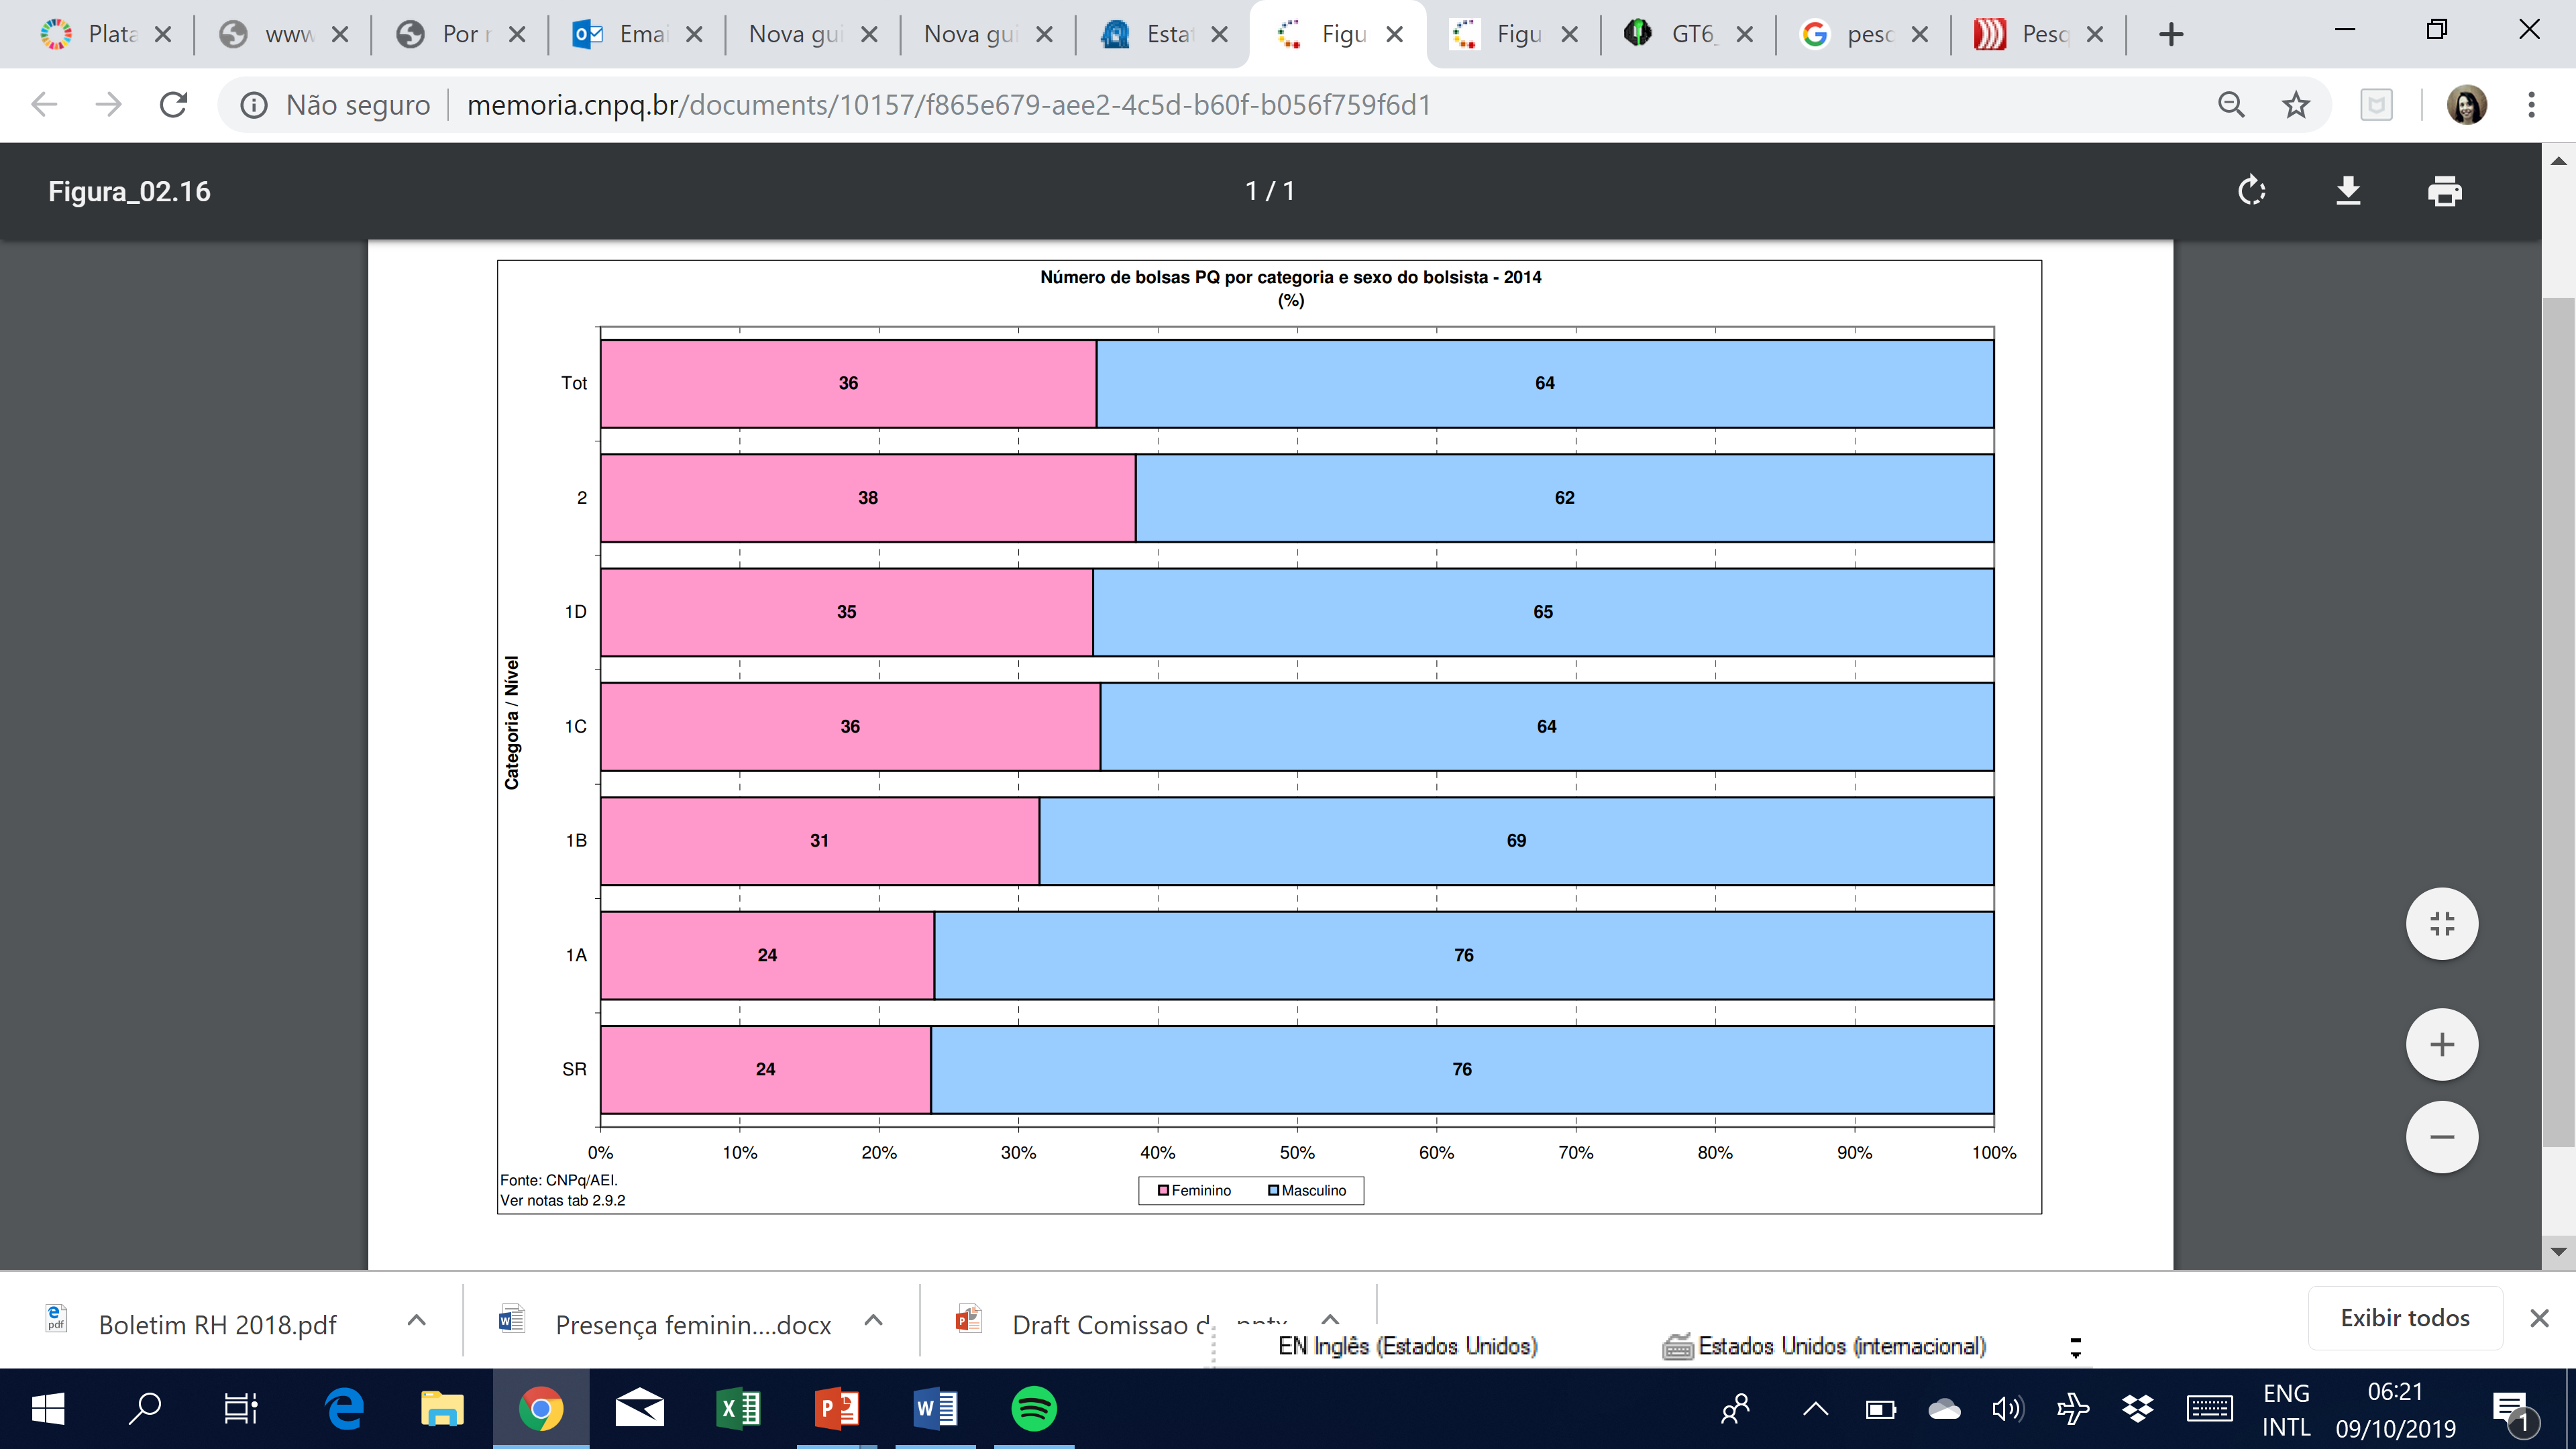 Plata
www
Por r
Emai
Nova gui
Nova gui
Estat
Figu
Figu
GT6_
pesc
Pesq
Não seguro
memoria.cnpq.br/documents/10157/f865e679-aee2-4c5d-b60f-b056f759f6d1
Figura_02.16
1 / 1
Número de bolsas PQ por categoria e sexo do bolsista - 2014
(%)
Categoria / Nível
Tot 36 64
2 38 62
1D 35 65
1C 36 64
1B 31 69
1A 24 76
SR 24 76
0% 10% 20% 30% 40% 50% 60% 70% 80% 90% 100%
Fonte: CNPq/AEI.
Ver notas tab 2.9.2
Feminino Masculino
Boletim RH 2018.pdf
Presença feminin....docx
Draft Comissao d
Exibir todos
EN Inglês (Estados Unidos)
Estados Unidos (internacional)
ENG
INTL
06:21
09/10/2019
1